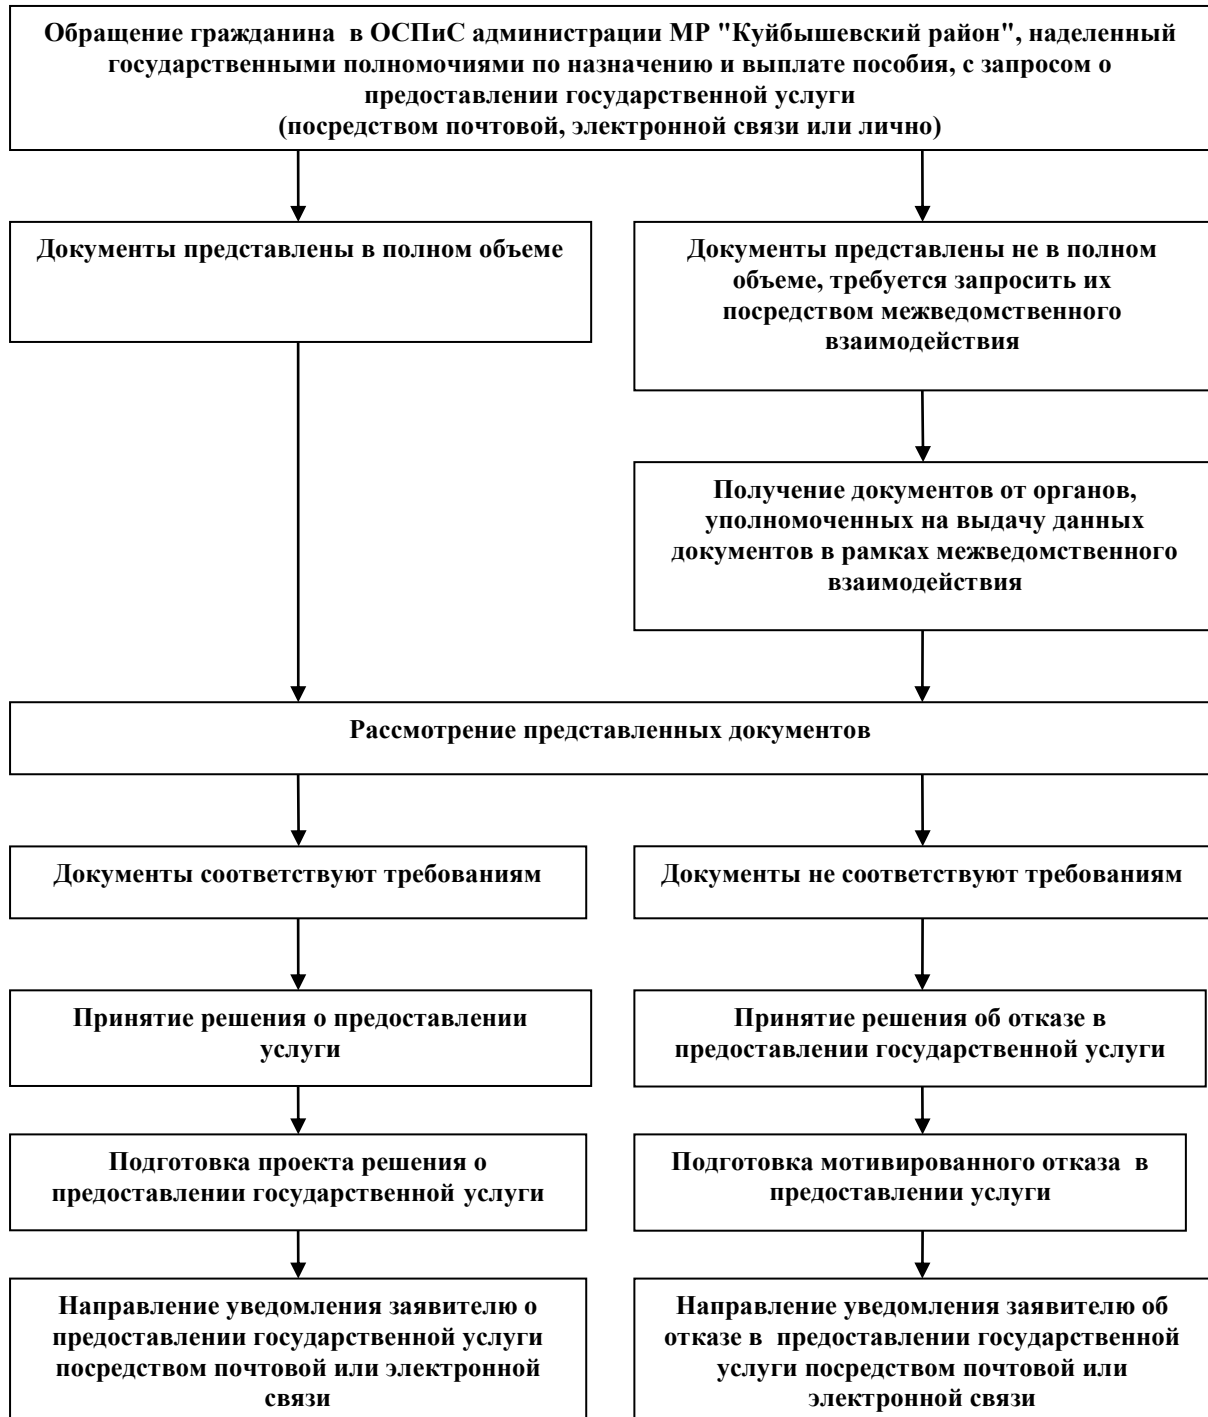 Обращение гражданина  в ОСПиС администрации МР "Куйбышевский район", наделенный
государственными полномочиями по назначению и выплате пособия, с запросом о
предоставлении государственной услуги
(посредством почтовой, электронной связи или лично)
Документы представлены в полном объеме
Документы представлены не в полном
объеме, требуется запросить их
посредством межведомственного
взаимодействия
Получение документов от органов,
уполномоченных на выдачу данных
документов в рамках межведомственного
взаимодействия
Рассмотрение представленных документов
Документы соответствуют требованиям
Документы не соответствуют требованиям
Принятие решения о предоставлении
услуги
Принятие решения об отказе в
предоставлении государственной услуги
Подготовка проекта решения о
предоставлении государственной услуги
Подготовка мотивированного отказа  в
предоставлении услуги
Направление уведомления заявителю о
предоставлении государственной услуги
посредством почтовой или электронной
связи
Направление уведомления заявителю об
отказе в  предоставлении государственной
услуги посредством почтовой или
электронной связи